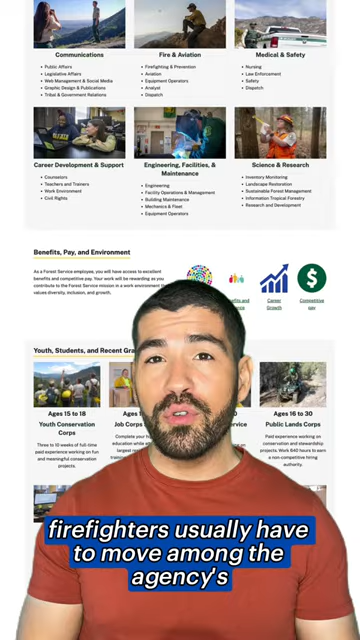 Communications
Fire & Aviation
Medical & Safety
• Public Affairs
• Legislative Affairs
• Web Management & Social Media
• Graphic Design & Publications
• Tribal & Government Relations
• Firefighting & Prevention
• Aviation
• Equipment Operators
• Analyst
• Dispatch
• Nursing
• Law Enforcement
• Safety
• Dispatch
Career Development & Support
Engineering, Facilities, &
Maintenance
Science & Research
• Counselors
• Teachers and Trainers
• Work Environment
• Civil Rights
• Engineering
• Facility Operations & Management
• Building Maintenance
• Mechanics & Fleet
• Equipment Operators
• Inventory Monitoring
• Landscape Restoration
• Sustainable Forest Management
• Information Tropical Forestry
• Research and Development
Benefits, Pay, and Environment
As a Forest Service employee, you will have access to excellent
benefits and competitive pay. Your work will be rewarding as you
contribute to the Forest Service mission in a work environment
values diversity, inclusion, and growth.
Benefits and
Career
Growth
Competitive
pay
Youth, Students, and Recent
Ages 15 to 18
Ages
Ages 16 to 30
Youth Conservation
Corps
Job Corps
Public Lands Corps
Three to 10 weeks of full-time
paid experience working on fun
and meaningful conservation
projects.
Complete your
education while
largest
training
Paid experience working on
conservation and stewardship
projects. Work 640 hours to earn
a non-competitive hiring
authority.
firefighters usually have
to move among the
agency's